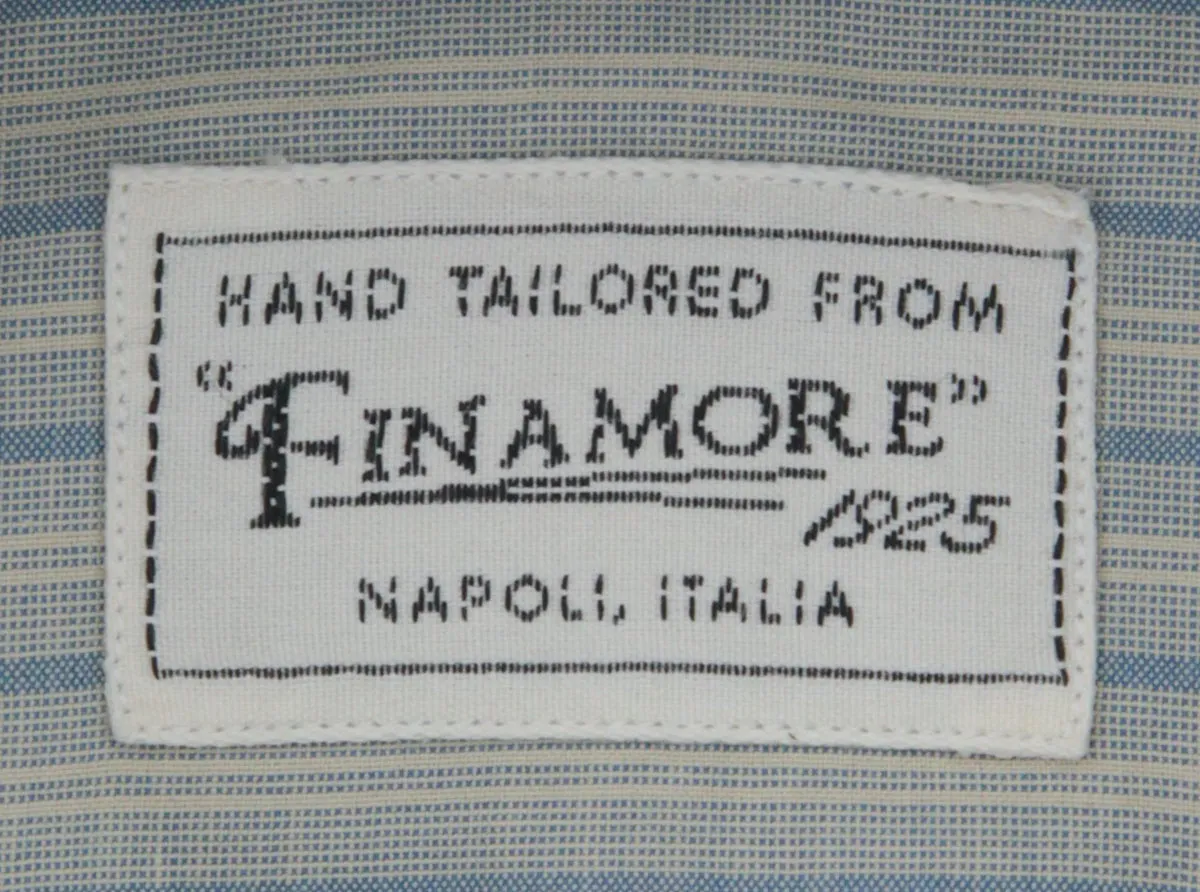 HAND TAILORED FROM
“FINAMORE”
1925
NAPOLI, ITALIA